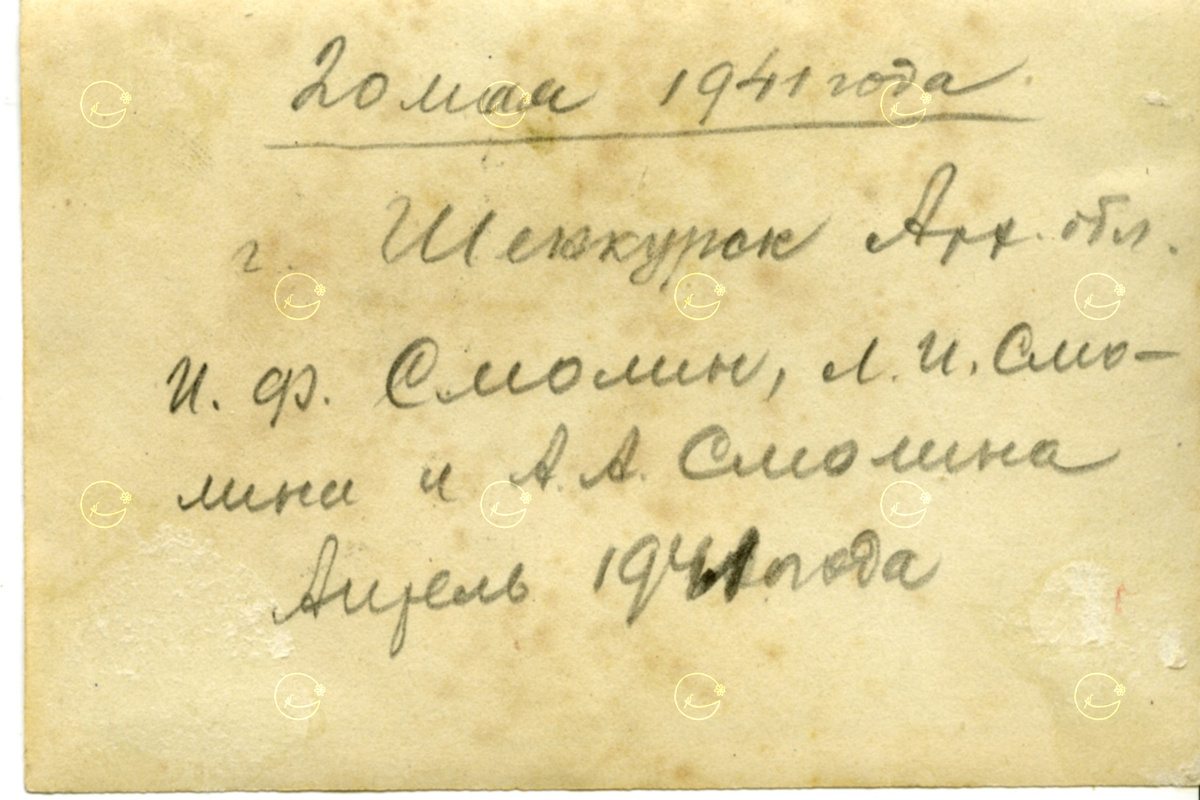 20 мая 1941 года
г. Шенкурск Арх. обл.
И. Ф. Смолин, Л. И. Смо-
лина и А. А. Смолина
Апрель 1941 года